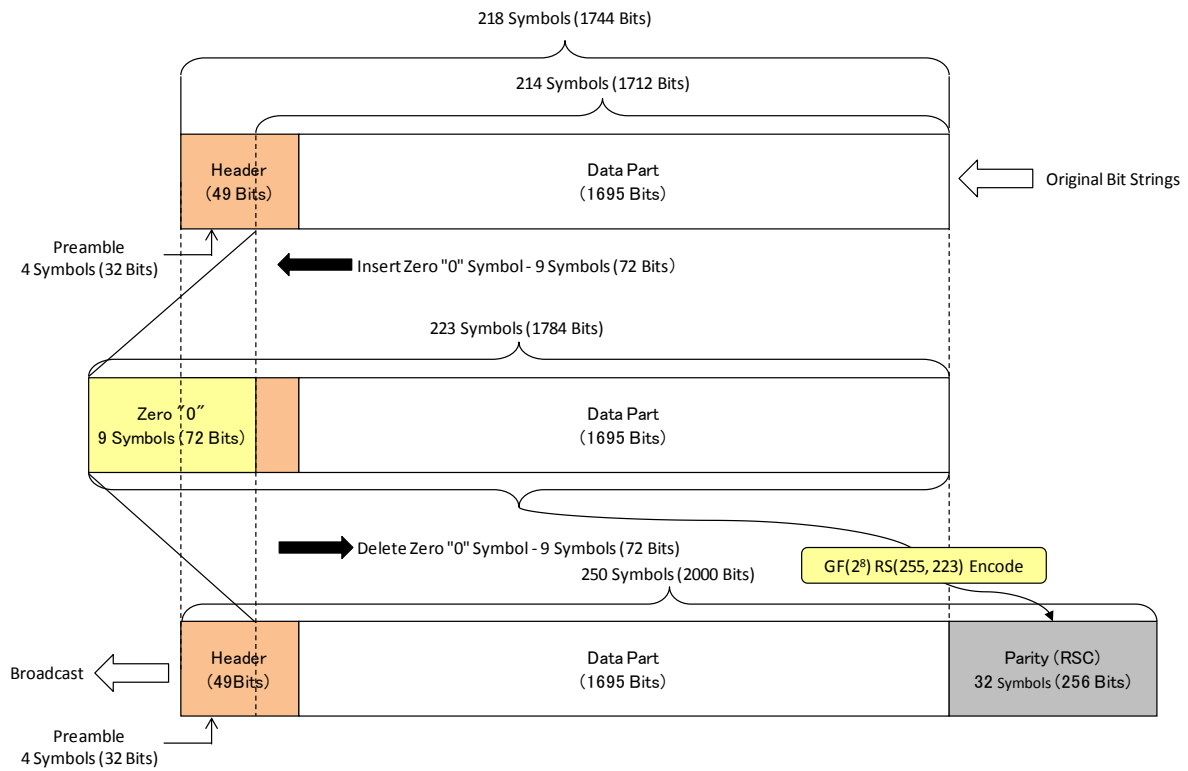 218 Symbols (1744 Bits)
214 Symbols (1712 Bits)
Header
(49 Bits)
Data Part
(1695 Bits)
Original Bit Strings
Preamble
4 Symbols (32 Bits)
Insert Zero "0" Symbol - 9 Symbols (72 Bits)
223 Symbols (1784 Bits)
Zero "0"
9 Symbols (72 Bits)
Data Part
(1695 Bits)
Delete Zero "0" Symbol - 9 Symbols (72 Bits)
250 Symbols (2000 Bits)
GF(2⁸) RS(255, 223) Encode
Broadcast
Header
(49Bits)
Data Part
(1695 Bits)
Parity (RSC)
32 Symbols (256 Bits)
Preamble
4 Symbols (32 Bits)